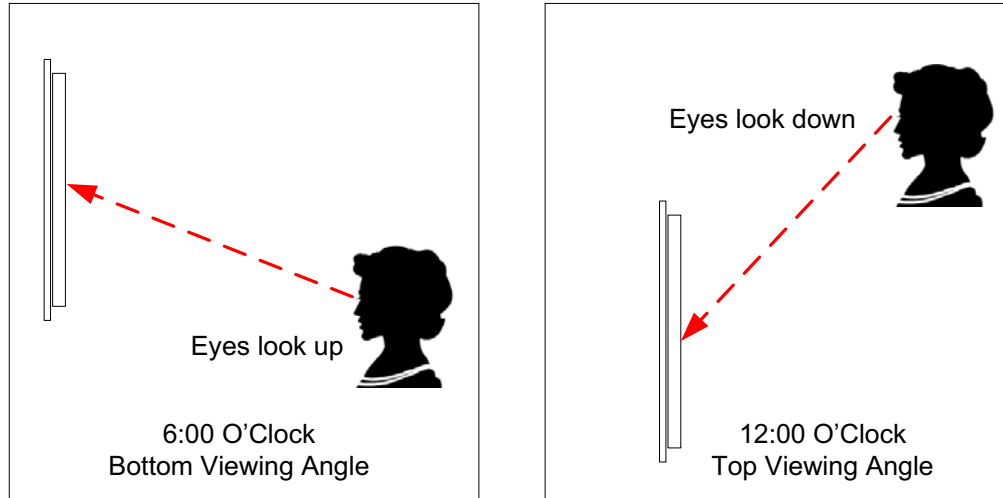 Eyes look up
6:00 O’Clock
Bottom Viewing Angle
Eyes look down
12:00 O’Clock
Top Viewing Angle